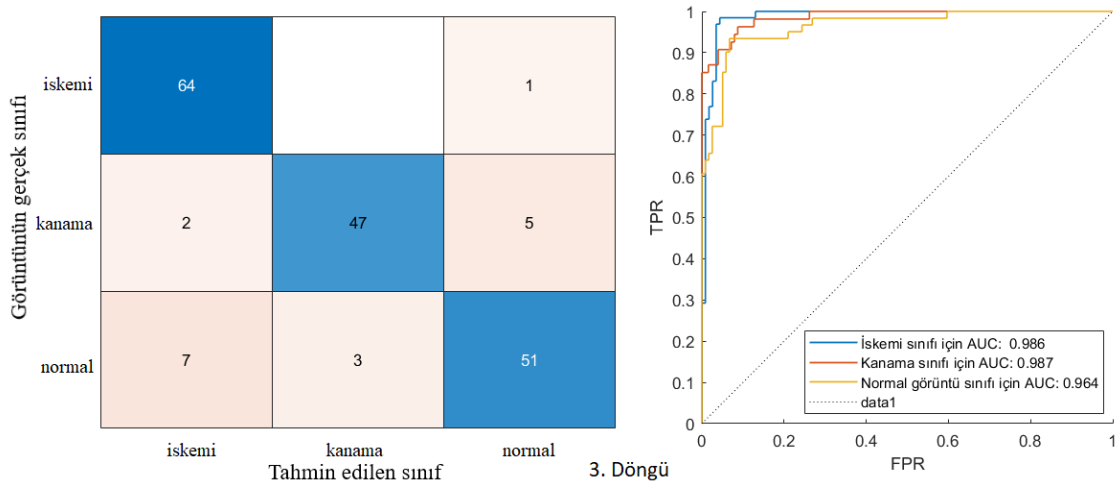 Görüntünün gerçek sınıfı
iskemi
64
1
kanama
2
47
5
normal
7
3
51
iskemi
kanama
normal
Tahmin edilen sınıf
3. Döngü
TPR
1
0.9
0.8
0.7
0.6
0.5
0.4
0.3
0.2
0.1
0
0
0.2
0.4
0.6
0.8
1
FPR
İskemi sınıfı için AUC: 0.986
Kanama sınıfı için AUC: 0.987
Normal görüntü sınıfı için AUC: 0.964
data1